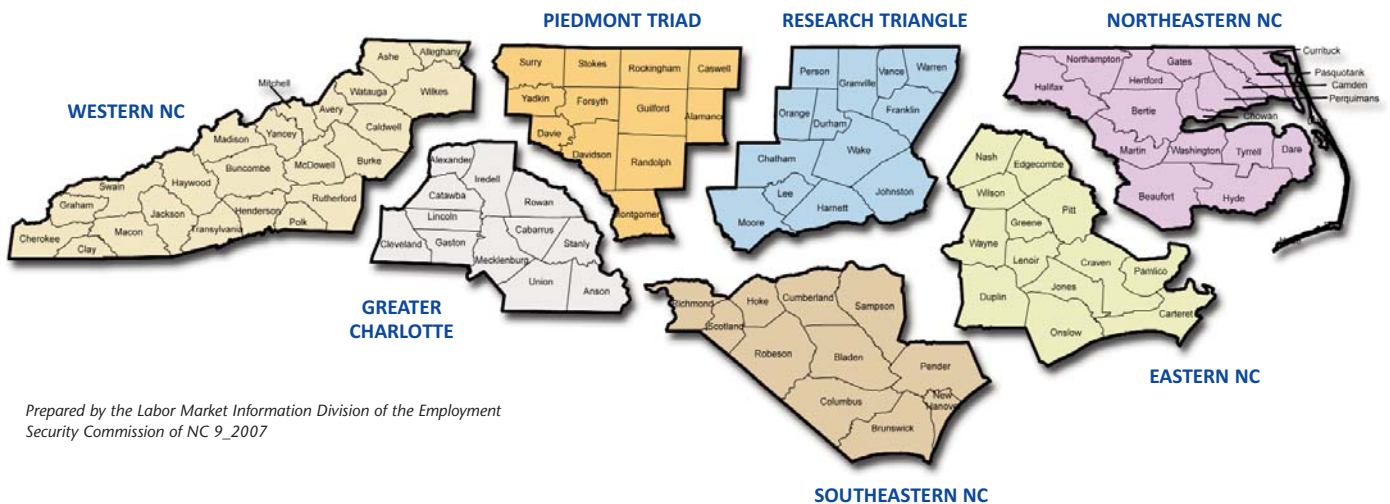 PIEDMONT TRIAD
RESEARCH TRIANGLE
NORTHEASTERN NC
WESTERN NC
Ashe
Alleghany
Mitchell
Watauga
Wilkes
Avery
Caldwell
Madison
Yancey
Burke
Buncombe
McDowell
Haywood
Swain
Rutherford
Graham
Jackson
Henderson
Polk
Macon
Transylvania
Cherokee
Clay
Surry
Stokes
Rockingham
Caswell
Yadkin
Forsyth
Guilford
Alamance
Davie
Davidson
Randolph
Montgomery
Person
Granville
Vance
Warren
Franklin
Orange
Durham
Wake
Chatham
Lee
Johnston
Harnett
Moore
Currituck
Northampton
Gates
Pasquotank
Hertford
Camden
Halifax
Perquimans
Bertie
Chowan
Martin
Washington
Tyrrell
Dare
Beaufort
Hyde
Alexander
Iredell
Catawba
Rowan
Lincoln
Cabarrus
Cleveland
Gaston
Stanly
Mecklenburg
Union
Anson
GREATER
CHARLOTTE
Nash
Edgecombe
Wilson
Pitt
Greene
Wayne
Lenoir
Craven
Pamlico
Jones
Duplin
Carteret
Onslow
EASTERN NC
Richmond
Hoke
Cumberland
Sampson
Scotland
Robeson
Bladen
Pender
Columbus
New
Hanover
Brunswick
SOUTHEASTERN NC
Prepared by the Labor Market Information Division of the Employment
Security Commission of NC 9_2007